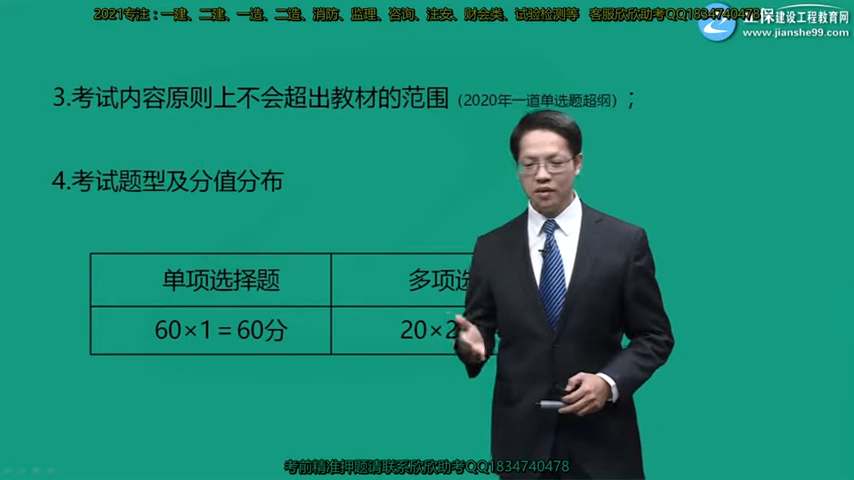 2021专注：一建、二建、一造、二造、消防、监理、咨询、注安、财会类、试验检测等 客服欣欣助考QQ1834740478
正保建设工程教育网
www.jianshe99.com
3.考试内容原则上不会超出教材的范围（2020年一道单选题超纲）；
4.考试题型及分值分布
单项选择题
多项选
60×1＝60分
20×2
考前精准押题请联系欣欣助考QQ1834740478